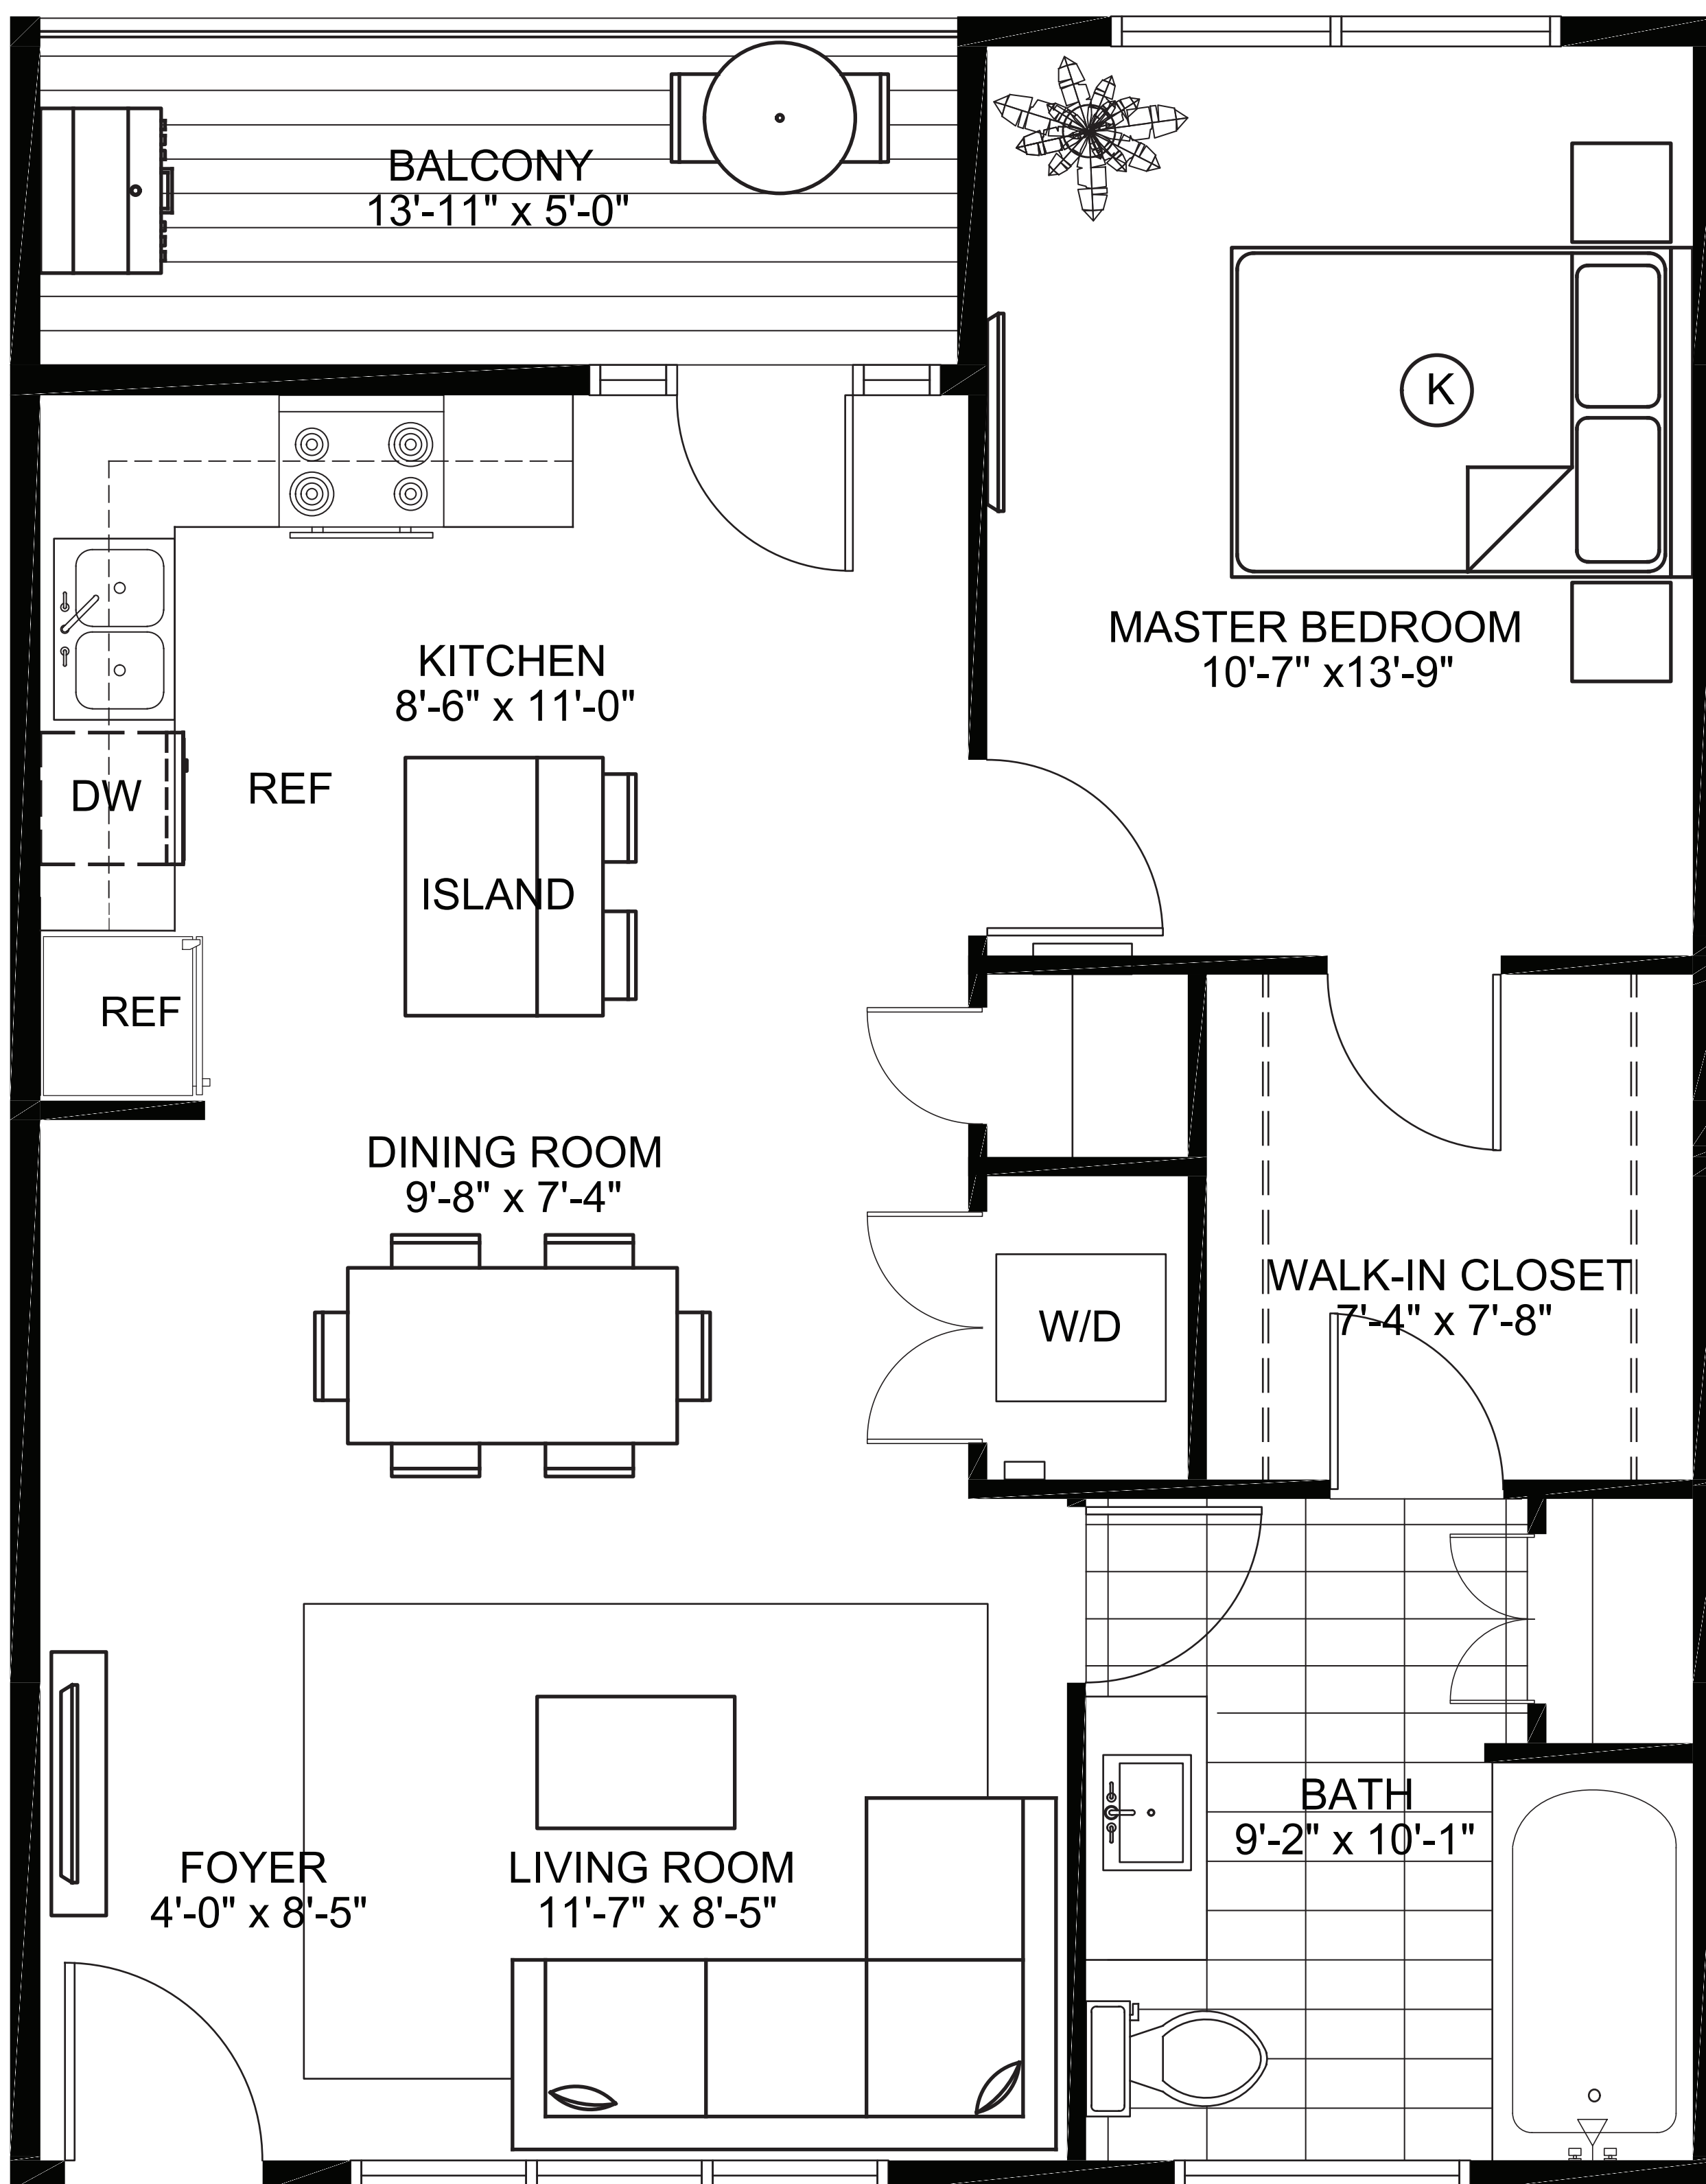 BALCONY
13'-11" x 5'-0"
K
MASTER BEDROOM
10'-7" x13'-9"
KITCHEN
8'-6" x 11'-0"
DW
REF
ISLAND
REF
DINING ROOM
9'-8" x 7'-4"
WALK-IN CLOSET
7'-4" x 7'-8"
W/D
BATH
9'-2" x 10'-1"
FOYER
4'-0" x 8'-5"
LIVING ROOM
11'-7" x 8'-5"